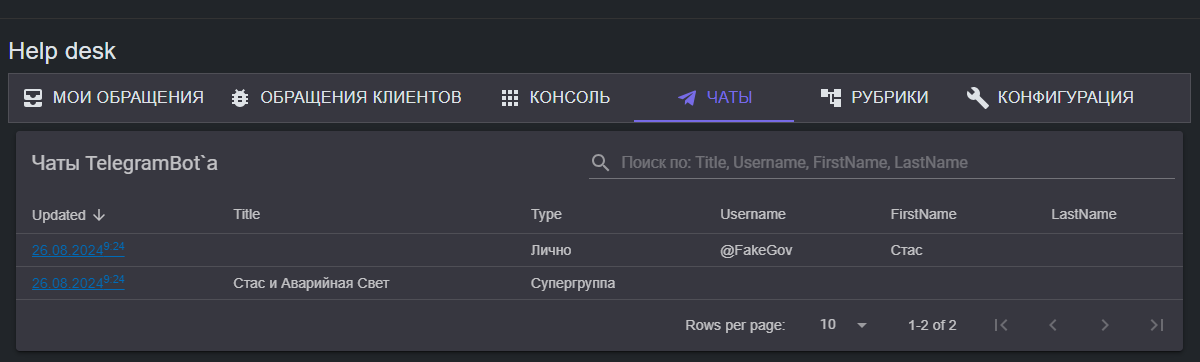 Help desk
МОИ ОБРАЩЕНИЯ ОБРАЩЕНИЯ КЛИЕНТОВ КОНСОЛЬ ЧАТЫ РУБРИКИ КОНФИГУРАЦИЯ
Чаты TelegramBot`а Поиск по: Title, Username, FirstName, LastName
Updated Title Type Username FirstName LastName
26.08.2024 9:24 Лично @FakeGov Стас
26.08.2024 9:24 Стас и Аварийная Свет Супергруппа
Rows per page: 10 1-2 of 2